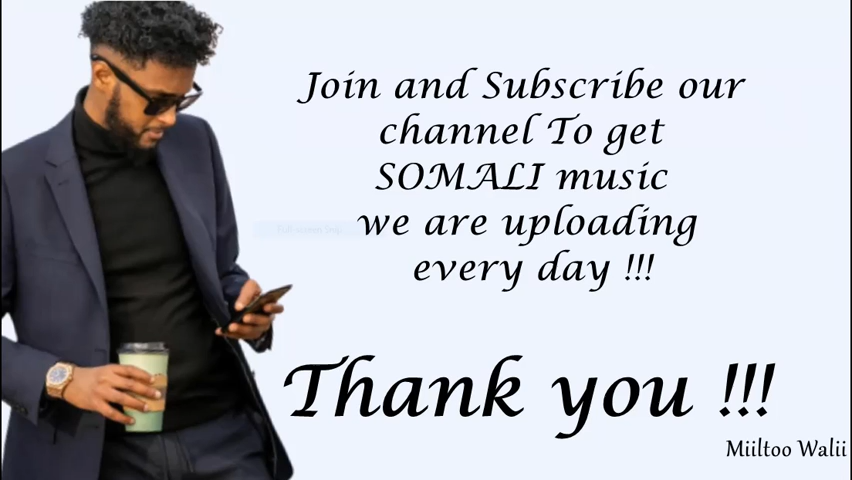 Join and Subscribe our
channel To get
SOMALI music
we are uploading
every day !!!
Thank you !!!
Miiltoo Walii